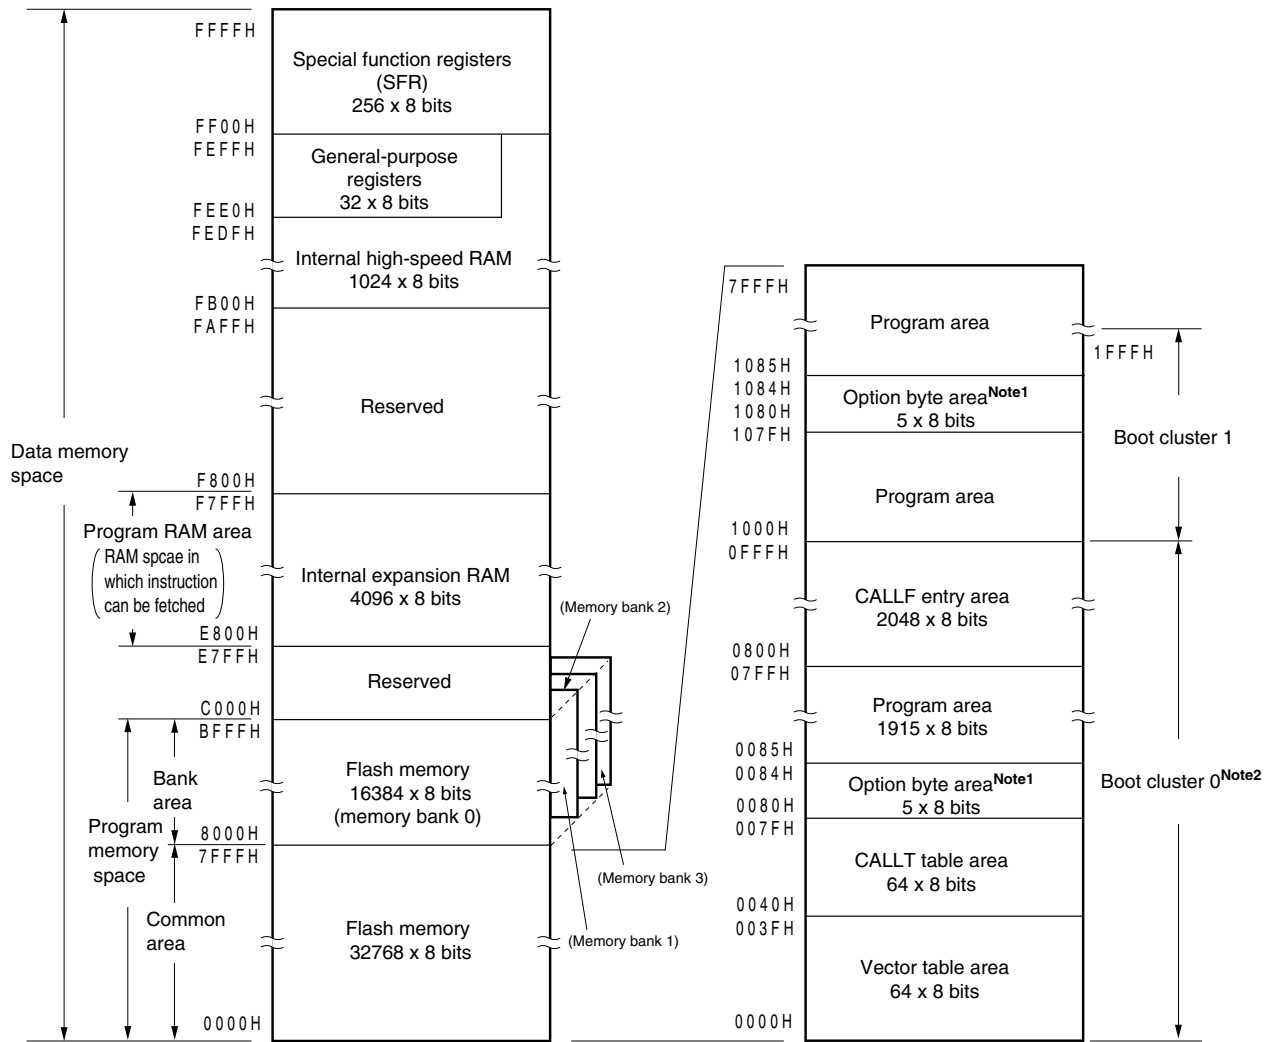 FFFFH
Special function registers
(SFR)
256 x 8 bits
FF00H
FEFFH
General-purpose
registers
32 x 8 bits
FEE0H
FEDFH
Internal high-speed RAM
1024 x 8 bits
FB00H
FAFFH
Reserved
Data memory
space
F800H
F7FFH
Program RAM area
RAM spcae in
which instruction
can be fetched
Internal expansion RAM
4096 x 8 bits
E800H
E7FFH
Reserved
C000H
BFFFH
Bank
area
Flash memory
16384 x 8 bits
(memory bank 0)
Program
memory
space
8000H
7FFFH
Common
area
Flash memory
32768 x 8 bits
0000H
(Memory bank 2)
(Memory bank 3)
(Memory bank 1)
7FFFH
Program area
1FFFH
1085H
1084H
Option byte areaNote1
5 x 8 bits
1080H
107FH
Boot cluster 1
Program area
1000H
0FFFH
CALLF entry area
2048 x 8 bits
0800H
07FFH
Program area
1915 x 8 bits
0085H
0084H
Option byte areaNote1
5 x 8 bits
Boot cluster 0Note2
0080H
007FH
CALLT table area
64 x 8 bits
0040H
003FH
Vector table area
64 x 8 bits
0000H